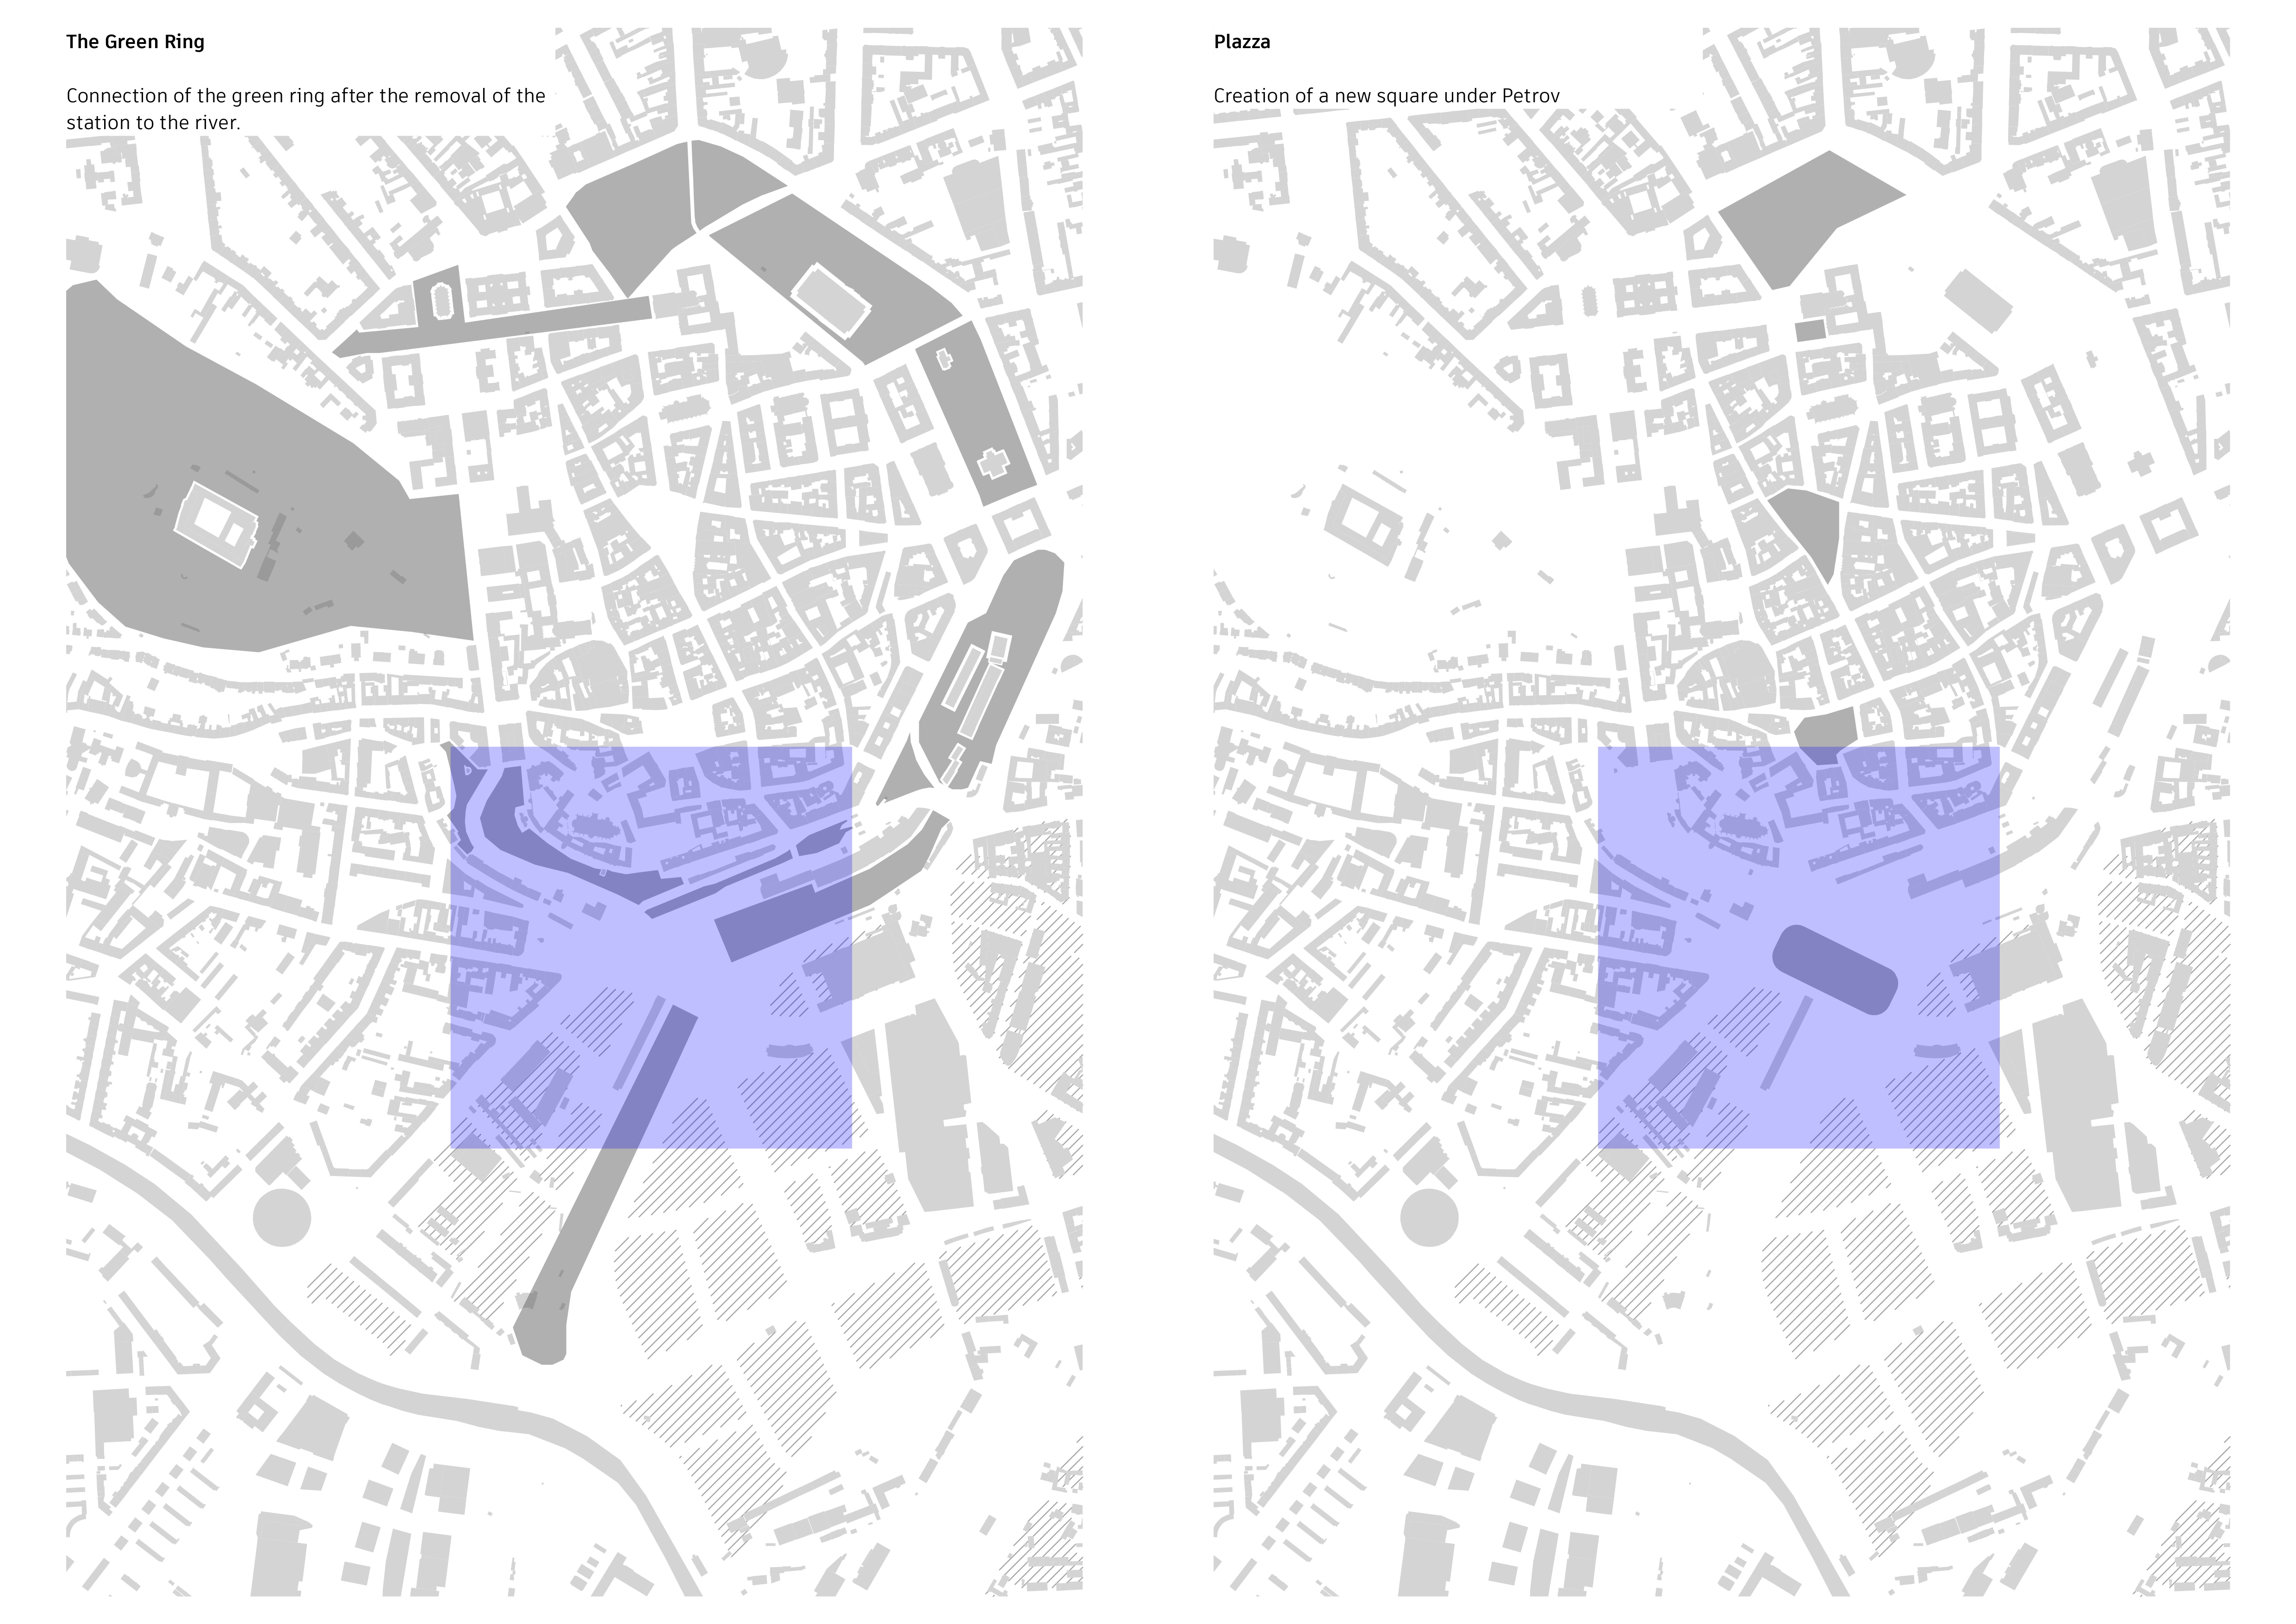 The Green Ring
Connection of the green ring after the removal of the
station to the river.
Plazza
Creation of a new square under Petrov